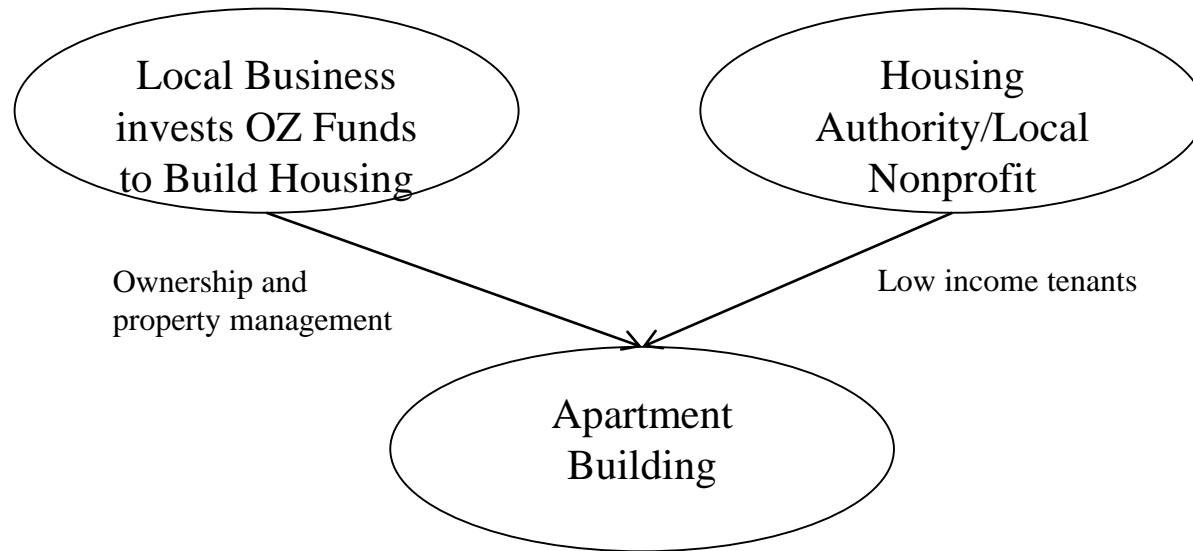 Local Business
invests OZ Funds
to Build Housing
Housing
Authority/Local
Nonprofit
Ownership and
property management
Low income tenants
Apartment
Building